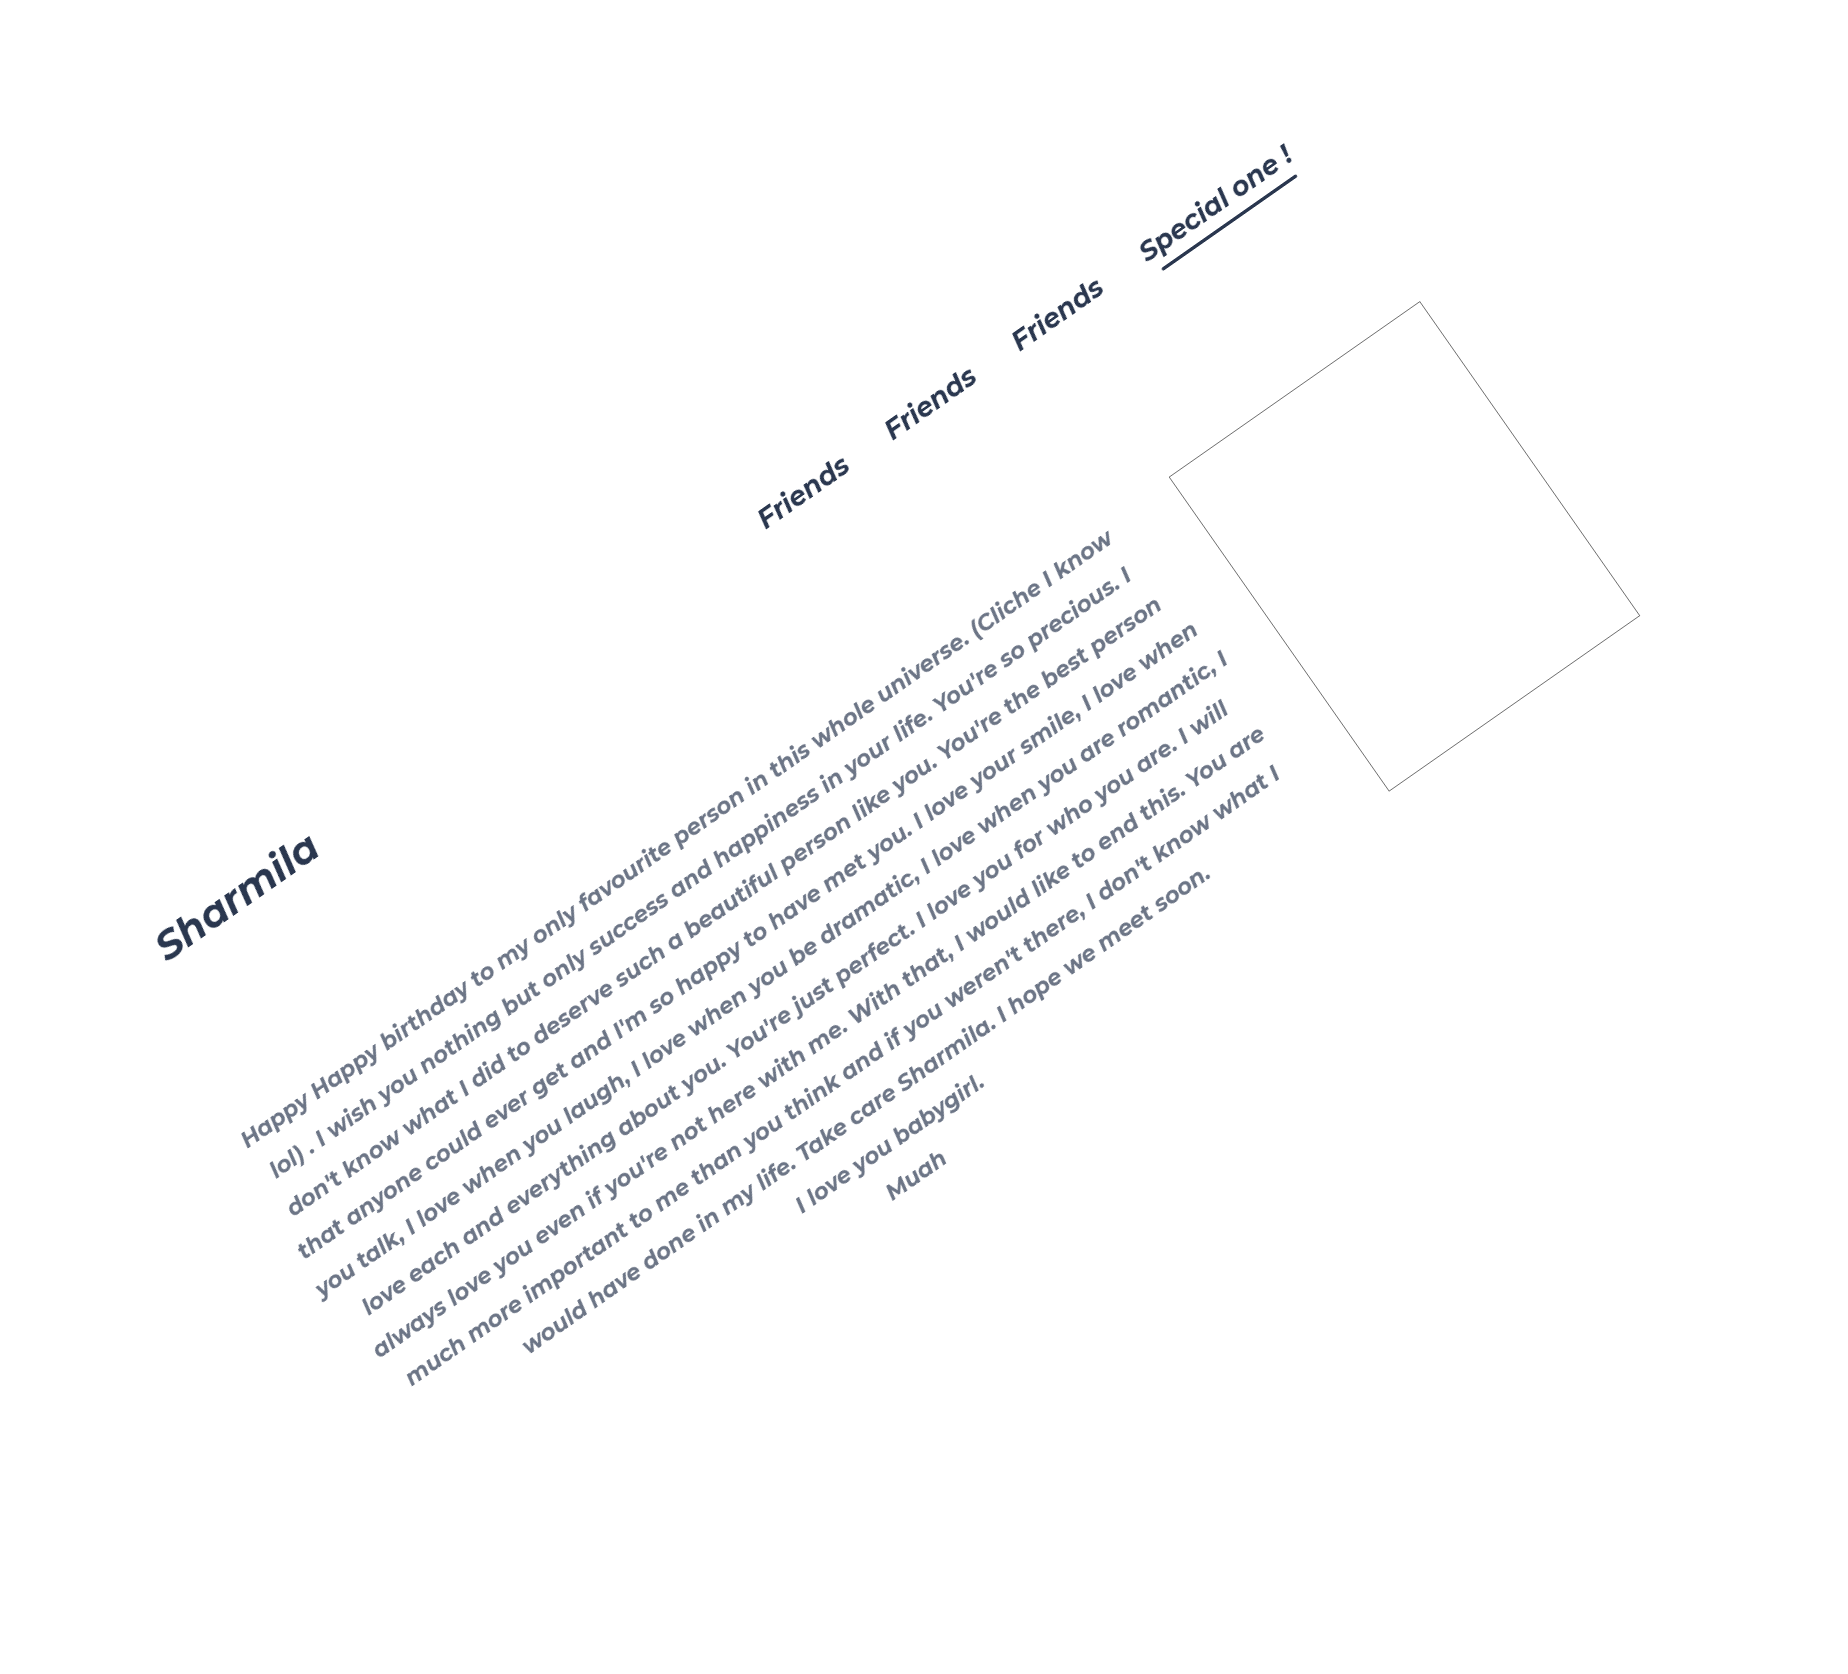 Sharmila
Friends
Friends
Friends
Special one !
Happy Happy birthday to my only favourite person in this whole universe. (Cliche I know
lol) . I wish you nothing but only success and happiness in your life. You're so precious. I
don't know what I did to deserve such a beautiful person like you. You're the best person
that anyone could ever get and I'm so happy to have met you. I love your smile, I love when
you talk, I love when you laugh, I love when you be dramatic, I love when you are romantic, I
love each and everything about you. You're just perfect. I love you for who you are. I will
always love you even if you're not here with me. With that, I would like to end this. You are
much more important to me than you think and if you weren't there, I don't know what I
would have done in my life. Take care Sharmila. I hope we meet soon.
I love you babygirl.
Muah